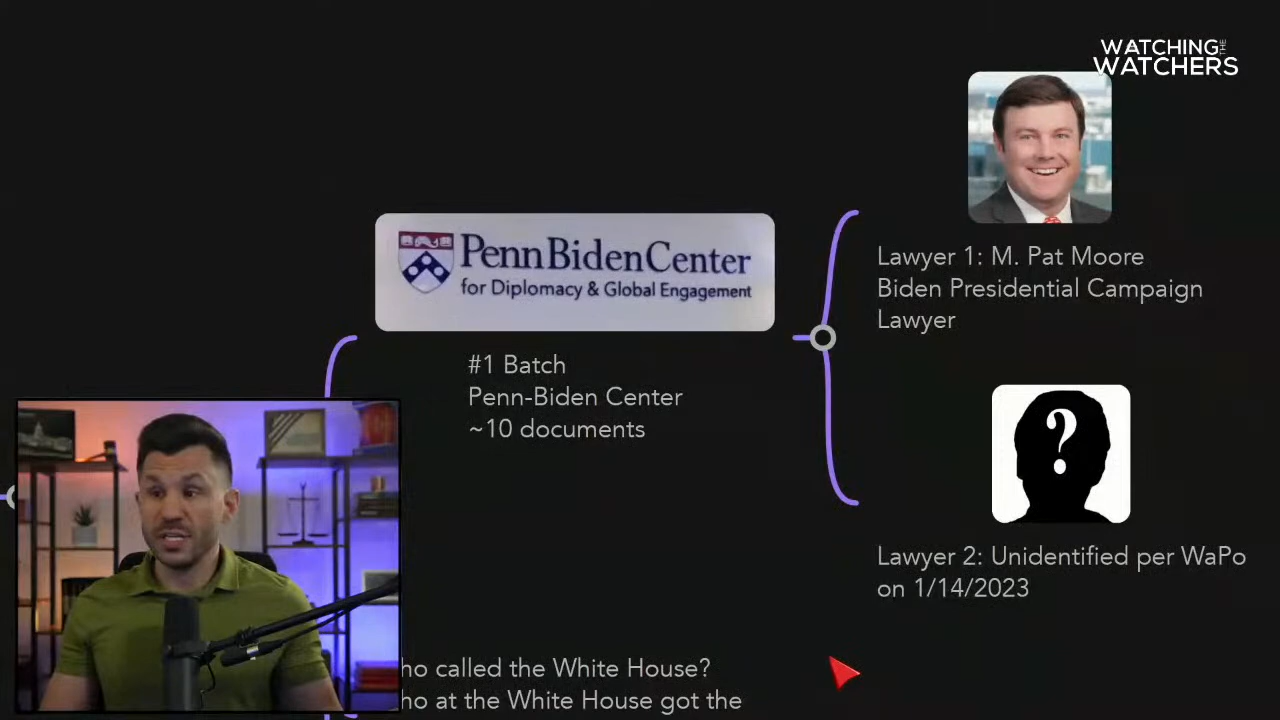 WATCHING THE
WATCHERS
PennBidenCenter
for Diplomacy & Global Engagement
#1 Batch
Penn-Biden Center
~10 documents
Lawyer 1: M. Pat Moore
Biden Presidential Campaign
Lawyer
?
Lawyer 2: Unidentified per WaPo
on 1/14/2023
ho called the White House?
ho at the White House got the